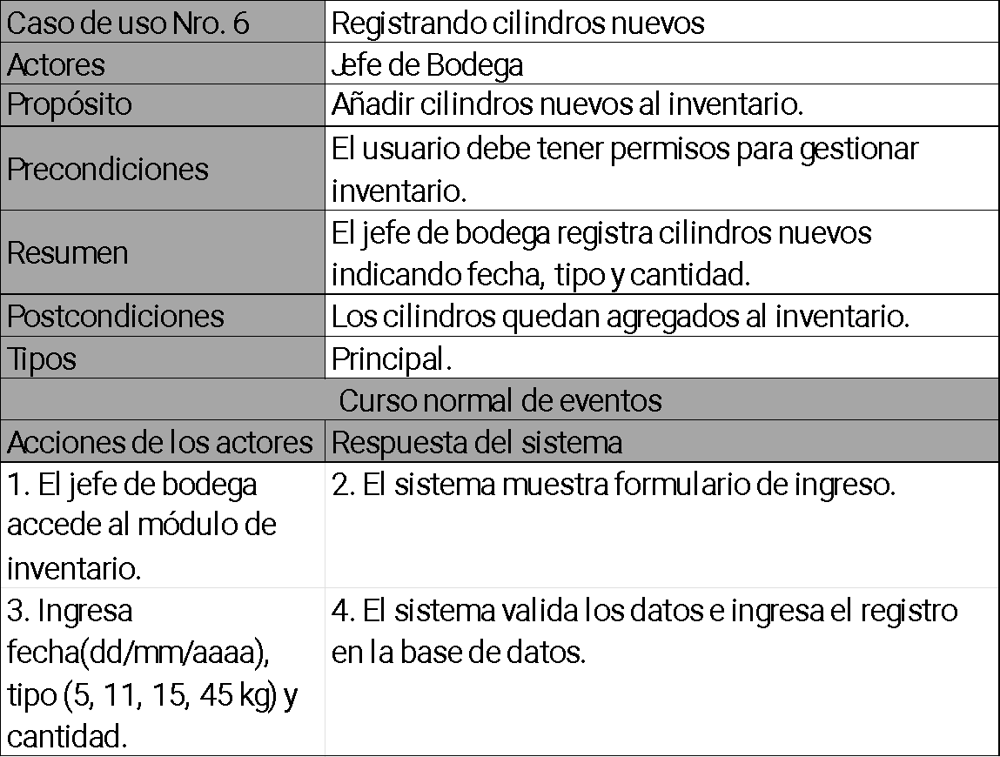 Caso de uso Nro. 6
Registrando cilindros nuevos
Actores
Jefe de Bodega
Propósito
Añadir cilindros nuevos al inventario.
Precondiciones
El usuario debe tener permisos para gestionar
inventario.
Resumen
El jefe de bodega registra cilindros nuevos
indicando fecha, tipo y cantidad.
Postcondiciones
Los cilindros quedan agregados al inventario.
Tipos
Principal.
Curso normal de eventos
Acciones de los actores
Respuesta del sistema
1. El jefe de bodega
accede al módulo de
inventario.
2. El sistema muestra formulario de ingreso.
3. Ingresa
fecha(dd/mm/aaaa),
tipo (5, 11, 15, 45 kg) y
cantidad.
4. El sistema valida los datos e ingresa el registro
en la base de datos.